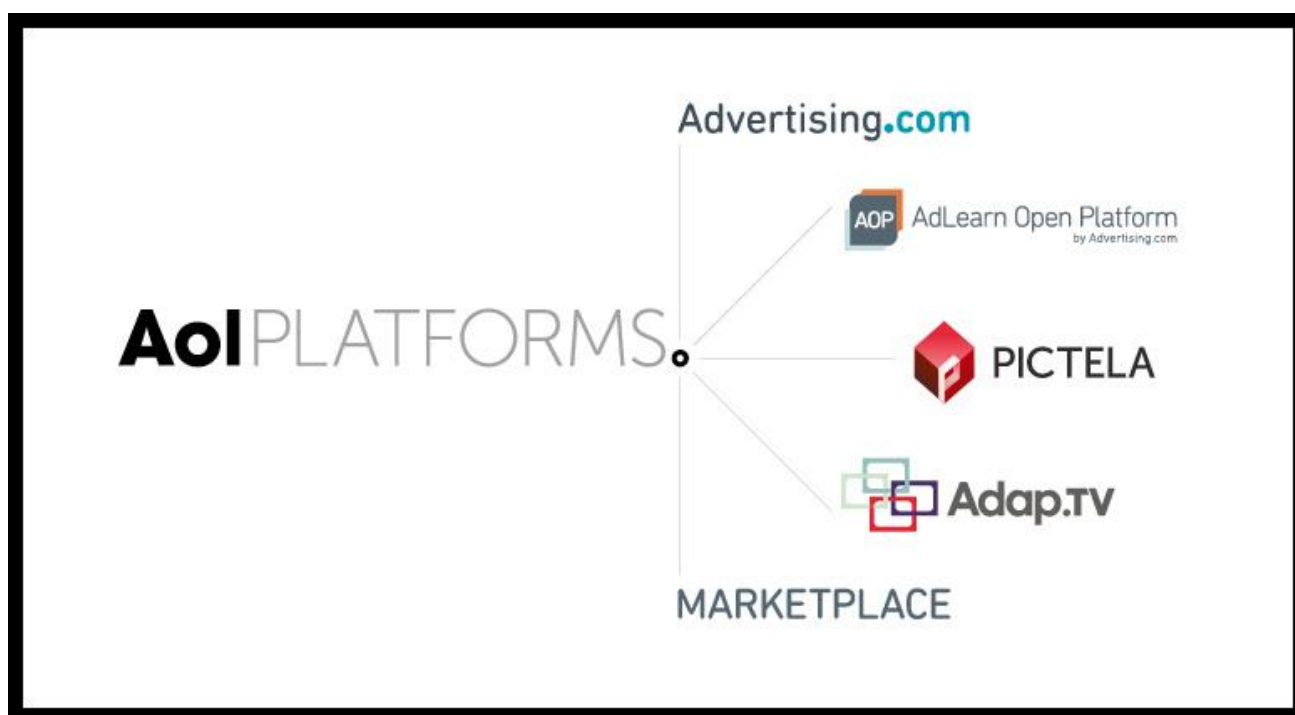 Advertising.com
AOP AdLearn Open Platform
by Advertising.com
Aol PLATFORMS.
PICTELA
Adap.TV
MARKETPLACE